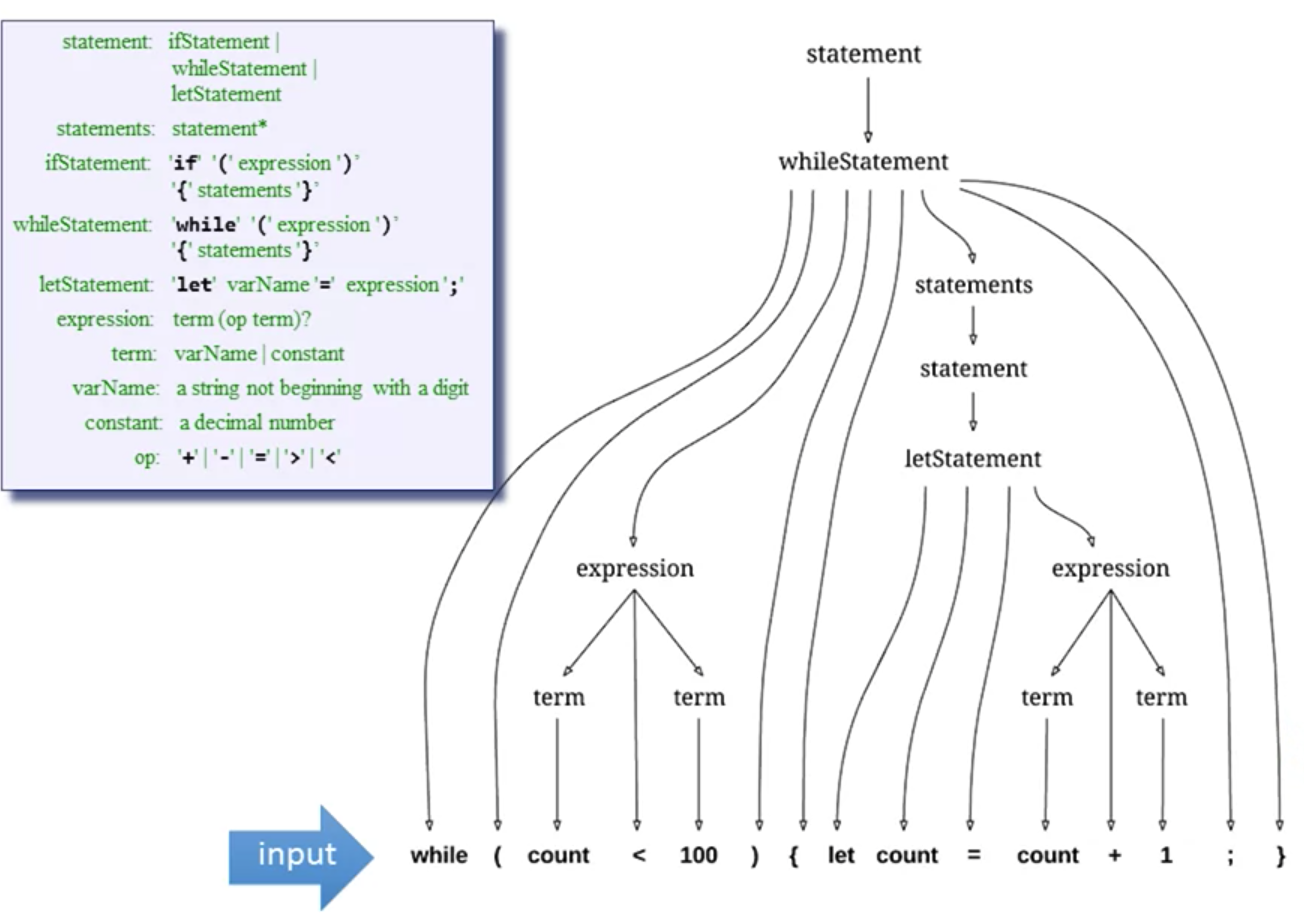 statement: ifStatement |
whileStatement |
letStatement
statements: statement*
ifStatement: 'if' '(' expression ')'
'{' statements '}'
whileStatement: 'while' '(' expression ')'
'{' statements '}'
letStatement: 'let' varName '=' expression ';'
expression: term (op term)?
term: varName | constant
varName: a string not beginning with a digit
constant: a decimal number
op: '+' | '-' | '=' | '>' | '<'
statement
whileStatement
statements
statement
letStatement
expression expression
term term term term
input
while ( count < 100 ) { let count = count + 1 ; }